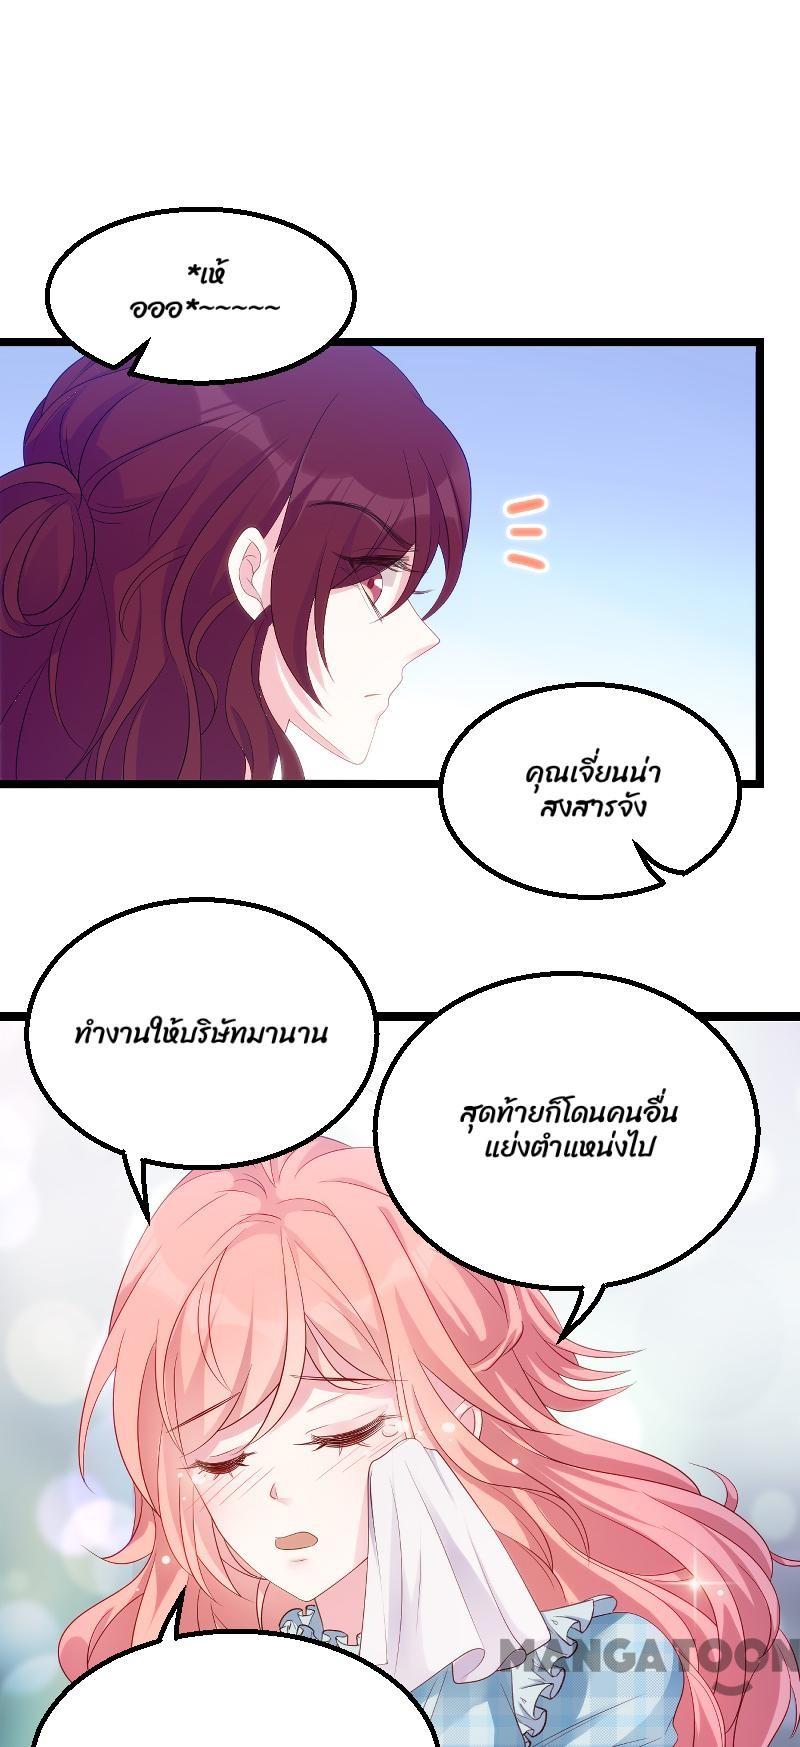 *เห้
อออ*~~~~~
คุณเจี่ยนน่า
สงสารจัง
ทำงานให้บริษัทมานาน
สุดท้ายก็โดนคนอื่น
แย่งตำแหน่งไป
MANGATOON